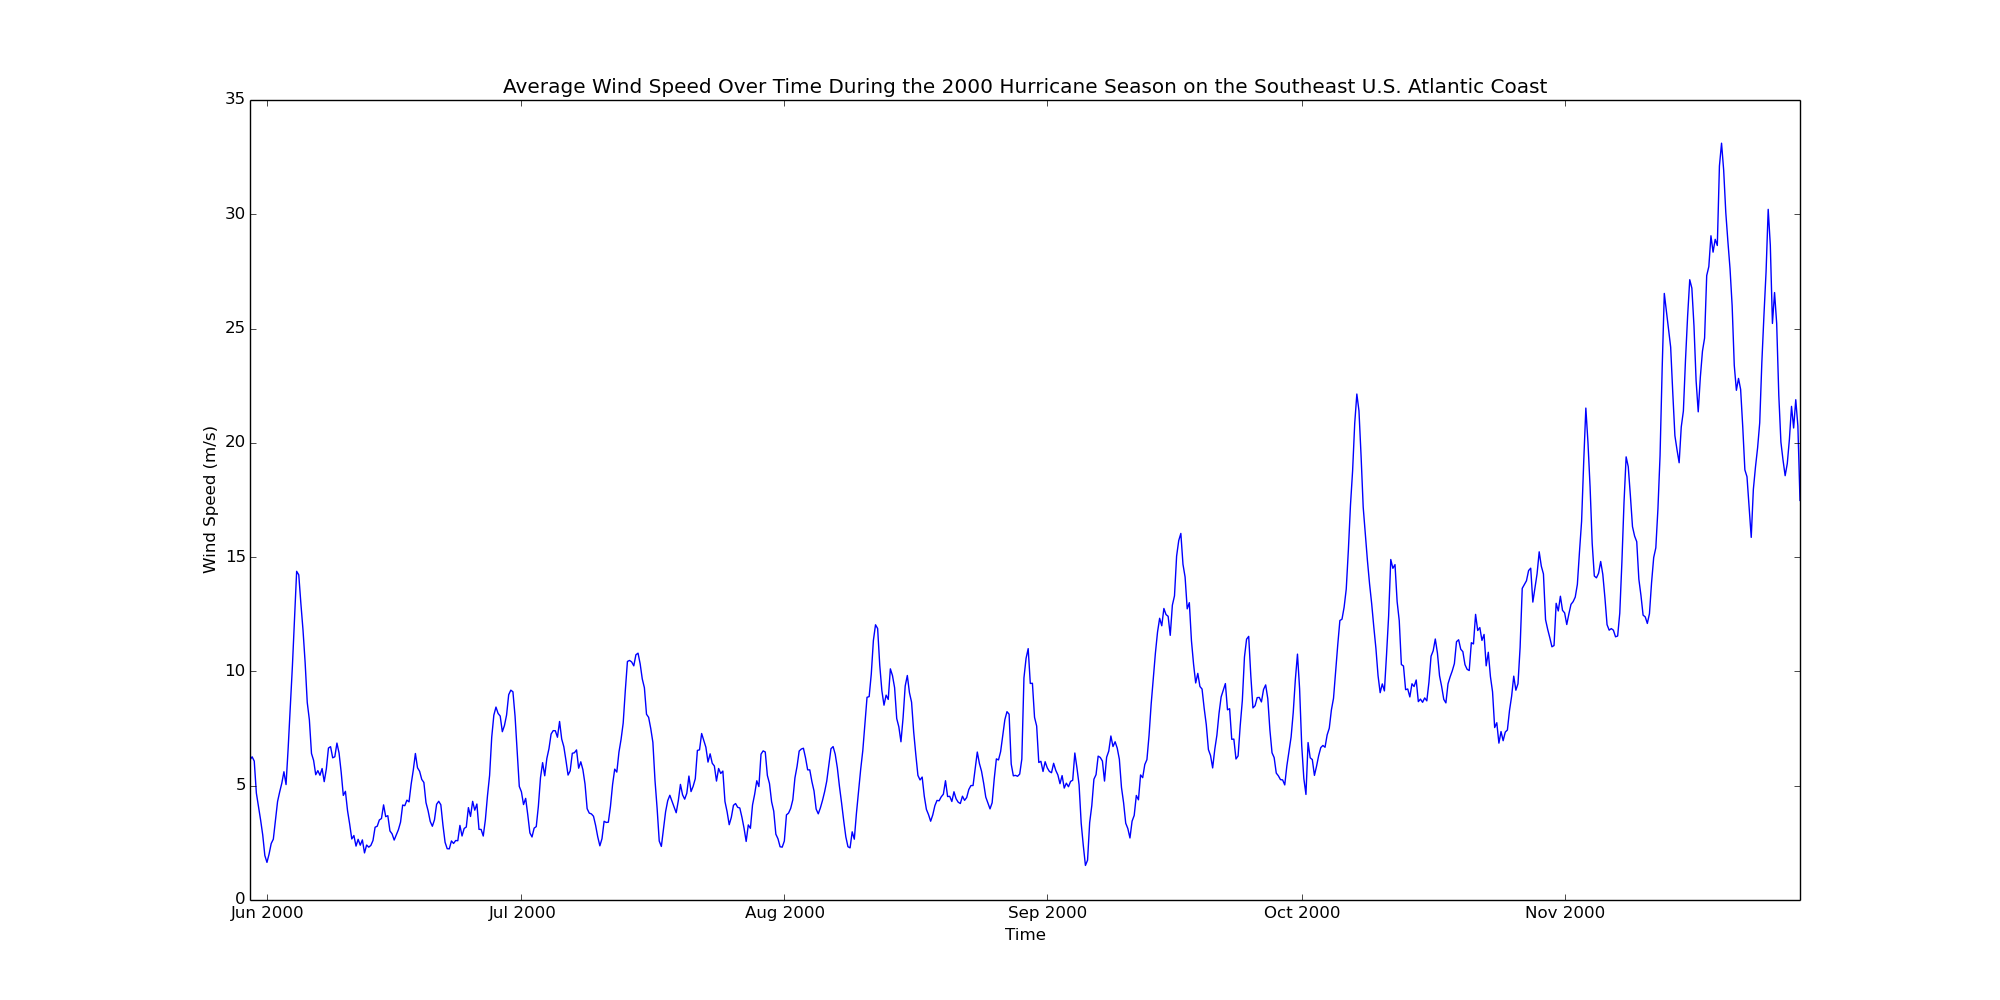 Average Wind Speed Over Time During the 2000 Hurricane Season on the Southeast U.S. Atlantic Coast
35
30
25
20
15
10
5
0
Wind Speed (m/s)
Jun 2000 Jul 2000 Aug 2000 Sep 2000 Oct 2000 Nov 2000
Time